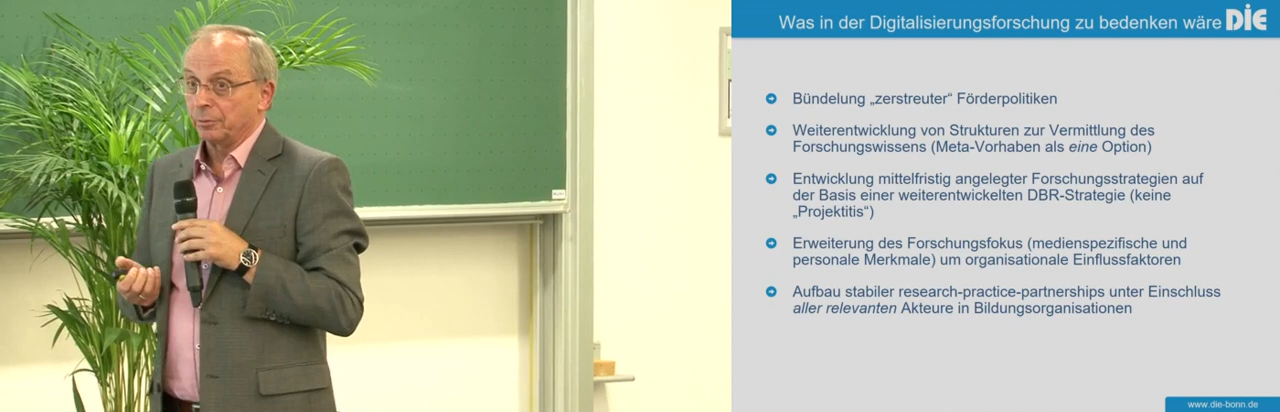 Was in der Digitalisierungsforschung zu bedenken wäre
DIE
Bündelung „zerstreuter“ Förderpolitiken
Weiterentwicklung von Strukturen zur Vermittlung des
Forschungswissens (Meta-Vorhaben als eine Option)
Entwicklung mittelfristig angelegter Forschungsstrategien auf
der Basis einer weiterentwickelten DBR-Strategie (keine
„Projektitis“)
Erweiterung des Forschungsfokus (medienspezifische und
personale Merkmale) um organisationale Einflussfaktoren
Aufbau stabiler research-practice-partnerships unter Einschluss
aller relevanten Akteure in Bildungsorganisationen
www.die-bonn.de